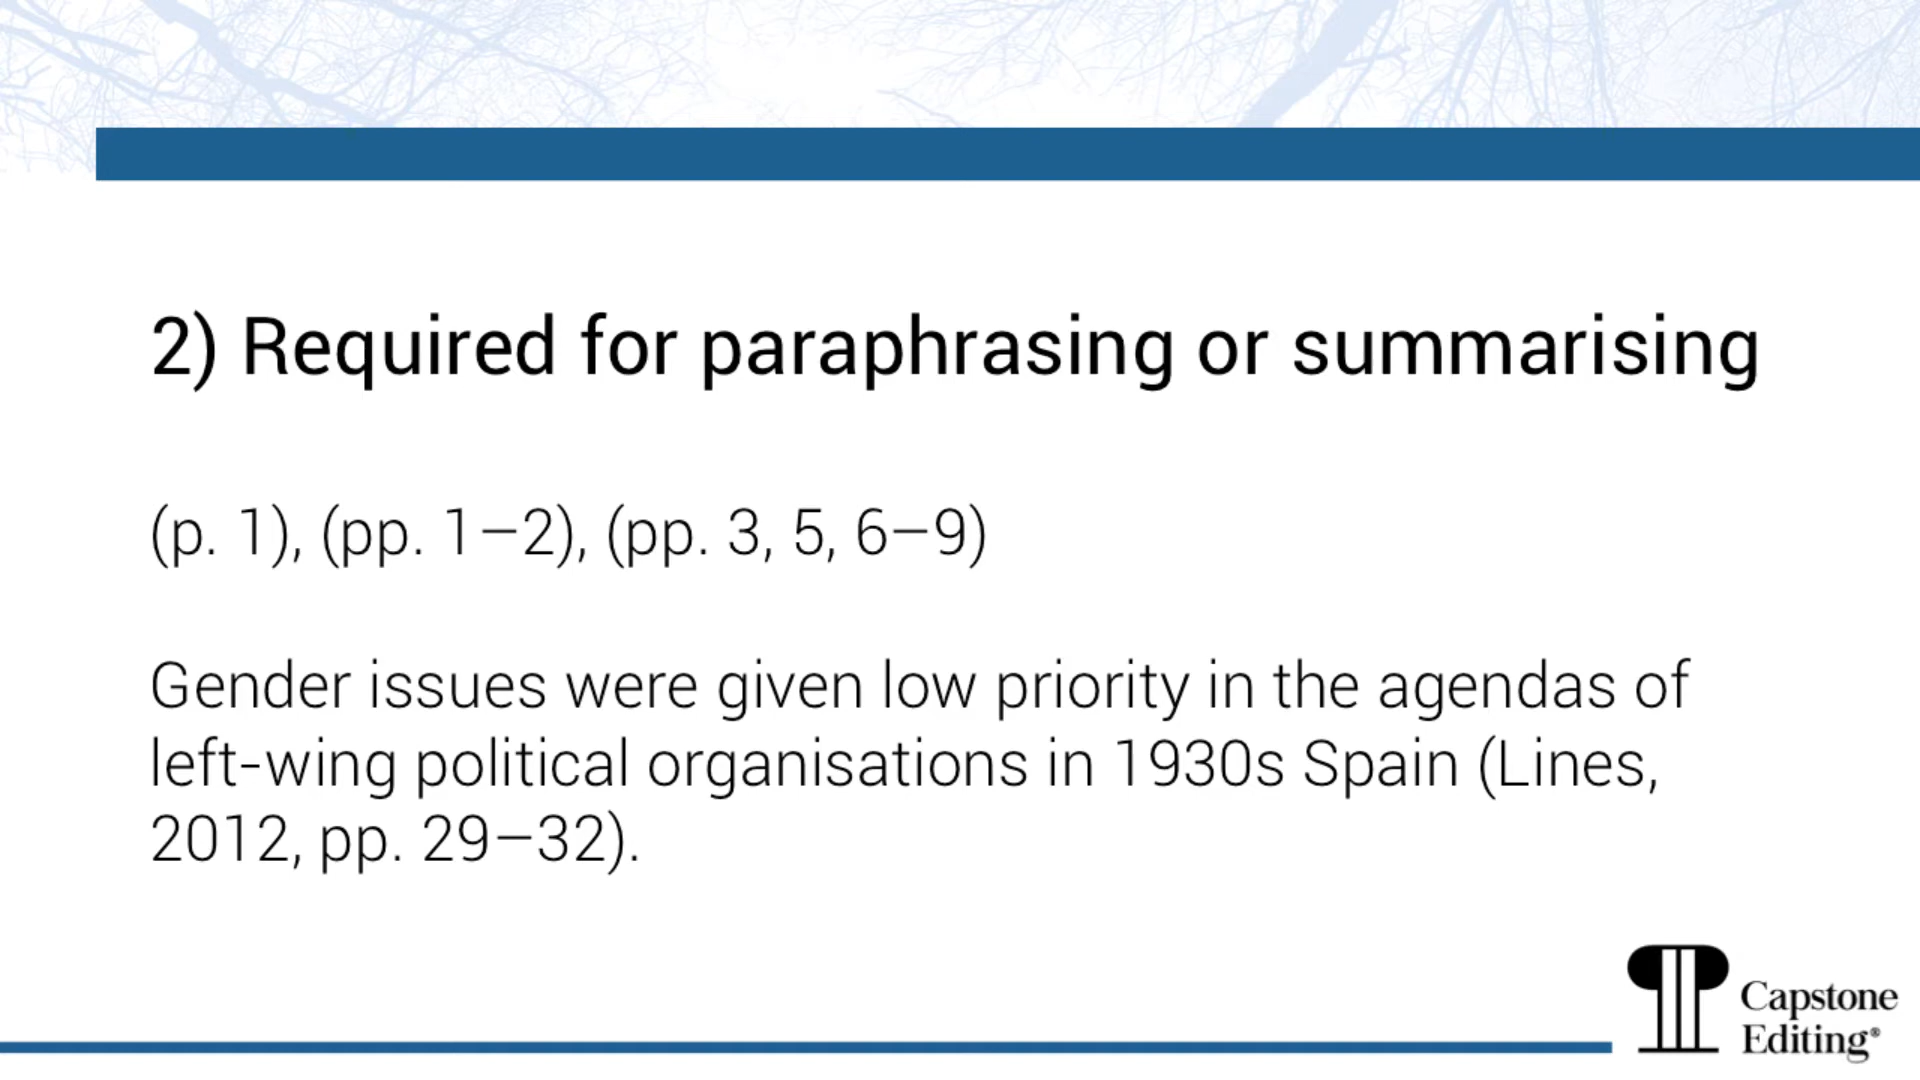 2) Required for paraphrasing or summarising
(p. 1), (pp. 1–2), (pp. 3, 5, 6–9)
Gender issues were given low priority in the agendas of
left-wing political organisations in 1930s Spain (Lines,
2012, pp. 29–32).
Capstone
Editing®